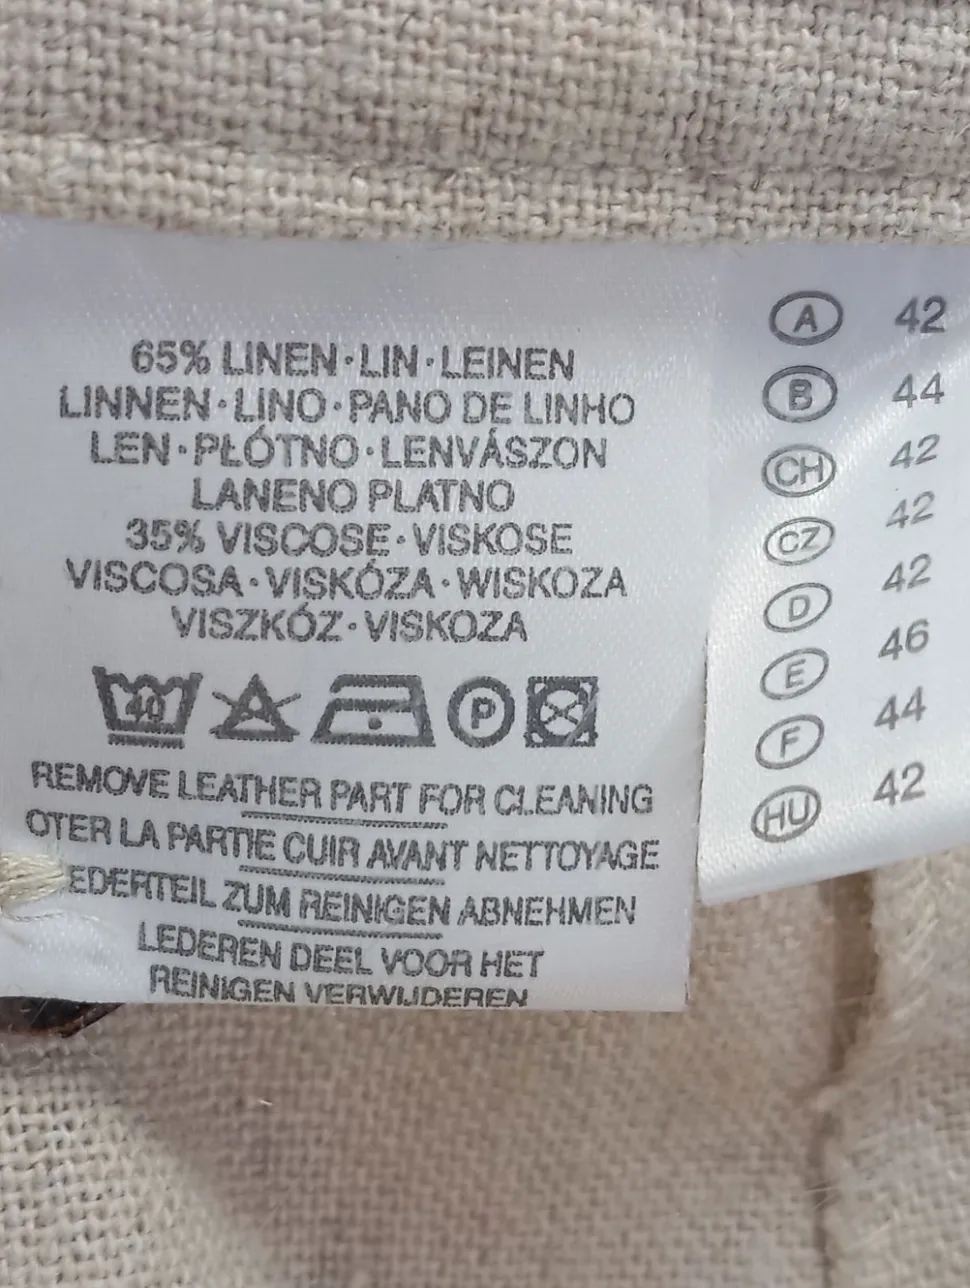 65% LINEN·LIN·LEINEN
LINNEN·LINO·PANO DE LINHO
LEN·PŁÓTNO·LENVÁSZON
LANENO PLATNO
35% VISCOSE·VISKOSE
VISCOSA·VISKÓZA·WISKOZA
VISZKÓZ·VISKOZA
40 P
REMOVE LEATHER PART FOR CLEANING
OTER LA PARTIE CUIR AVANT NETTOYAGE
EDERTEIL ZUM REINIGEN ABNEHMEN
LEDEREN DEEL VOOR HET
REINIGEN VERWIJDEREN
A 42
B 44
CH 42
CZ 42
D 42
E 46
F 44
HU 42